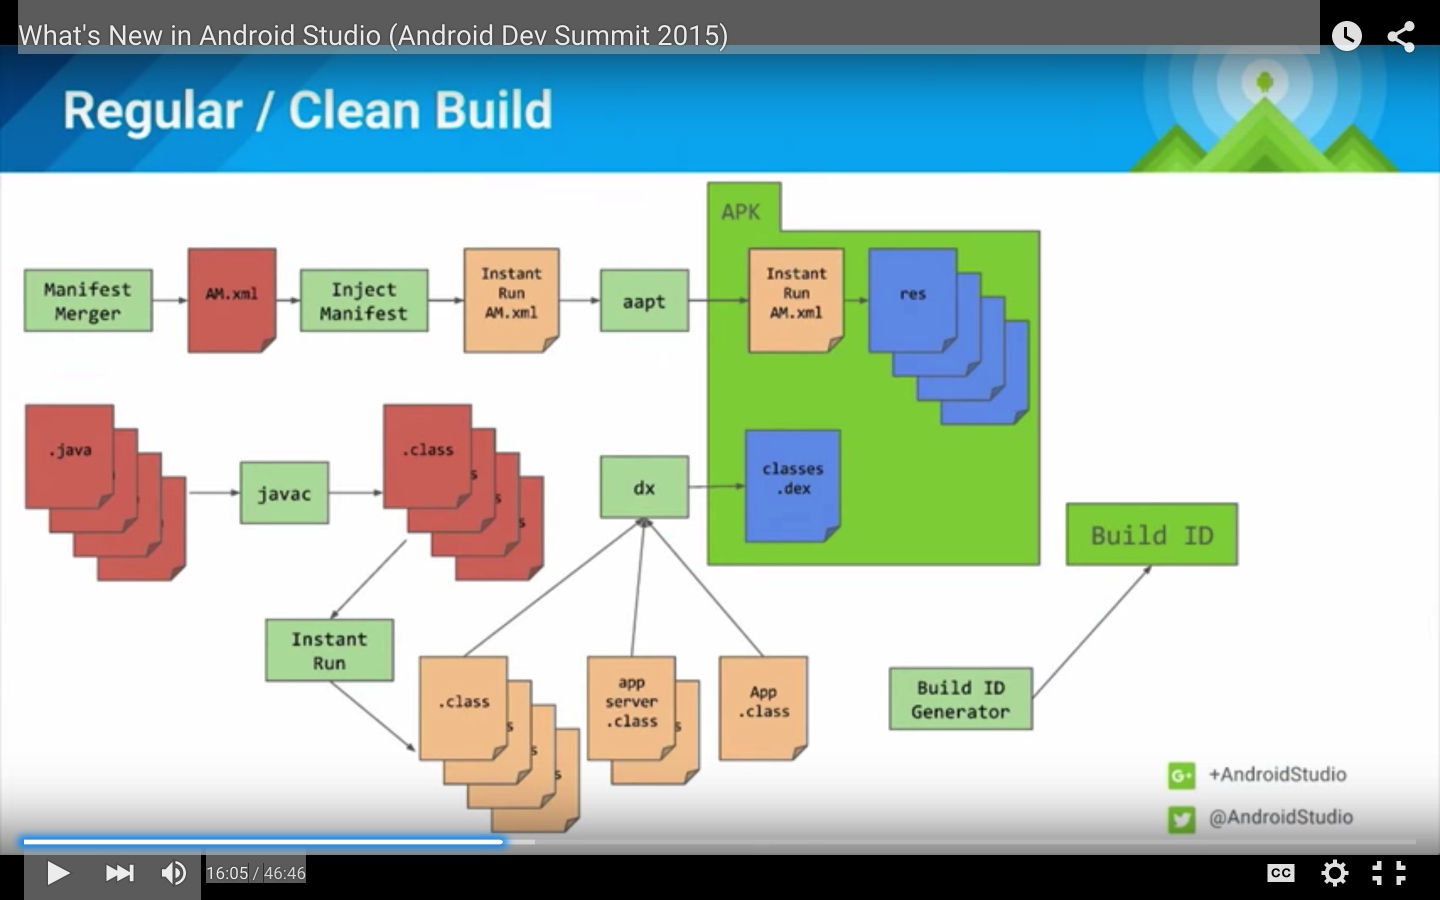 What's New in Android Studio (Android Dev Summit 2015)
Regular / Clean Build
APK
Manifest
Merger
AM.xml
Inject
Manifest
Instant
Run
AM.xml
aapt
Instant
Run
AM.xml
res
.java
javac
.class
s
s
s
dx
classes
.dex
Build ID
Instant
Run
.class
s
s
s
app
server
.class
s
App
.class
Build ID
Generator
G+ +AndroidStudio
@AndroidStudio
16:05 / 46:46
CC